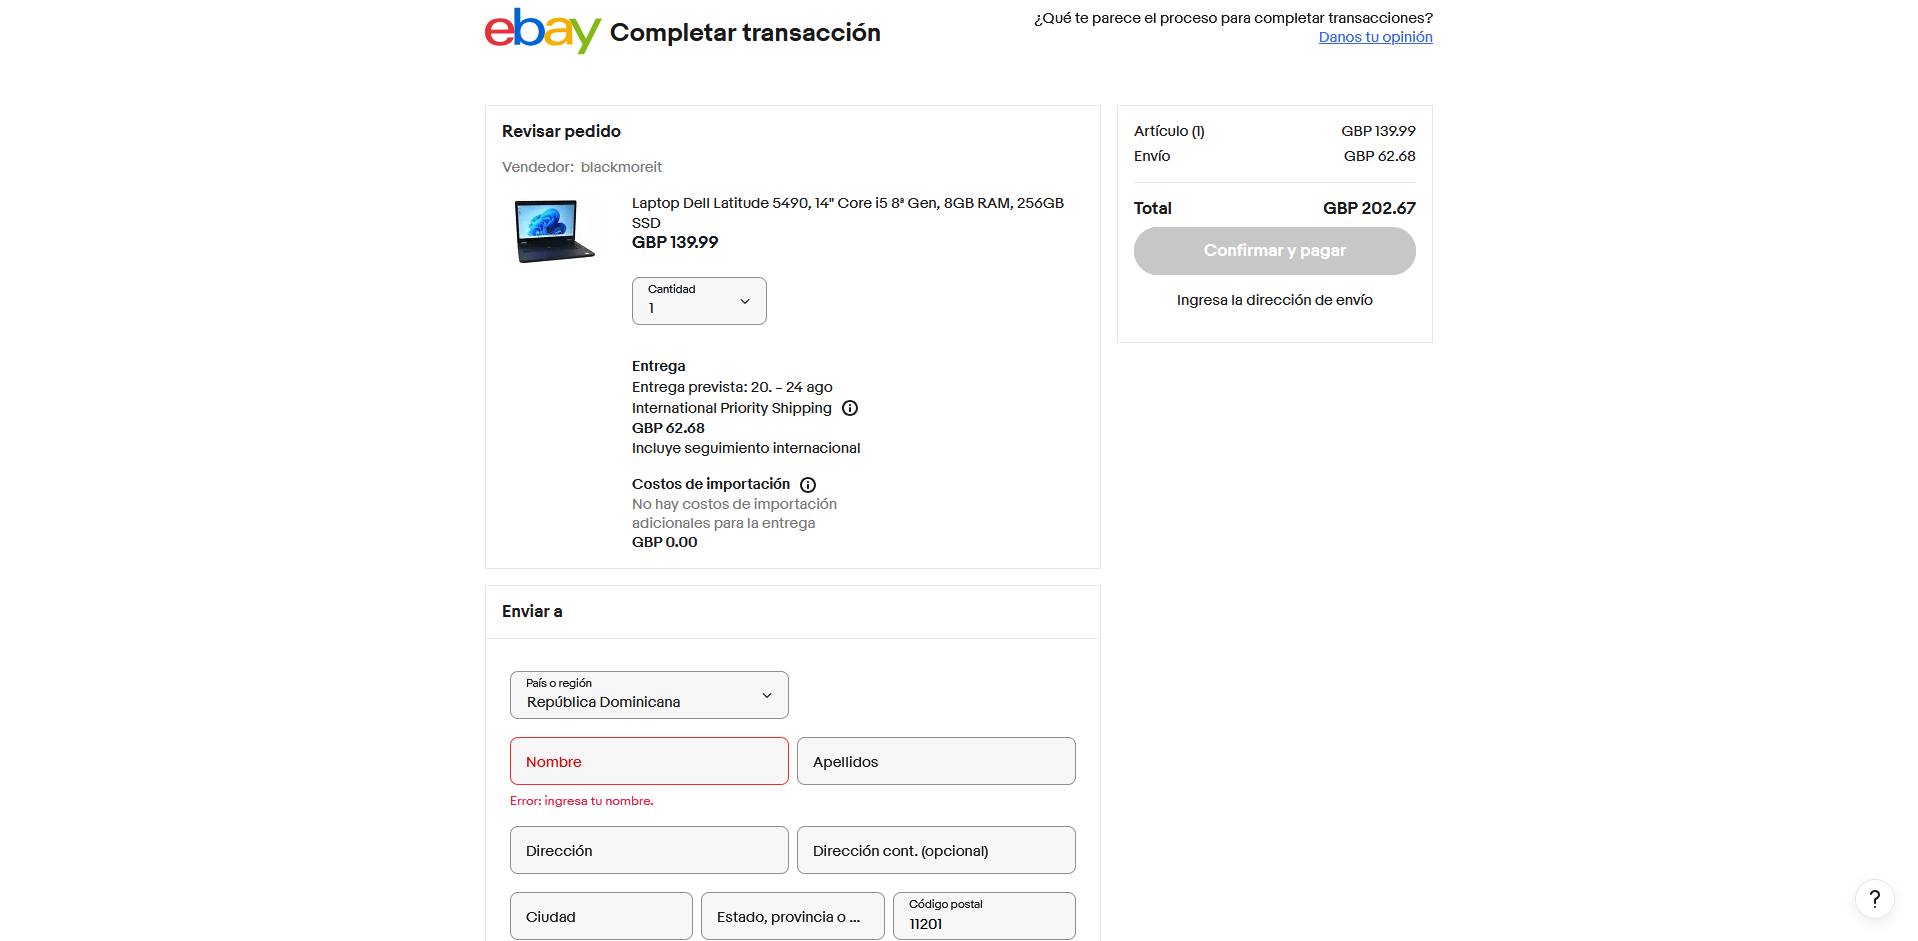 ebay Completar transacción
¿Qué te parece el proceso para completar transacciones?
Danos tu opinión
Revisar pedido
Vendedor: blackmoreit
Laptop Dell Latitude 5490, 14" Core i5 8ª Gen, 8GB RAM, 256GB
SSD
GBP 139.99
Cantidad
1
Entrega
Entrega prevista: 20. – 24 ago
International Priority Shipping
GBP 62.68
Incluye seguimiento internacional
Costos de importación
No hay costos de importación
adicionales para la entrega
GBP 0.00
Artículo (1) GBP 139.99
Envío GBP 62.68
Total GBP 202.67
Confirmar y pagar
Ingresa la dirección de envío
Enviar a
País o región
República Dominicana
Nombre Apellidos
Error: ingresa tu nombre.
Dirección Dirección cont. (opcional)
Ciudad Estado, provincia o ... Código postal
11201
?